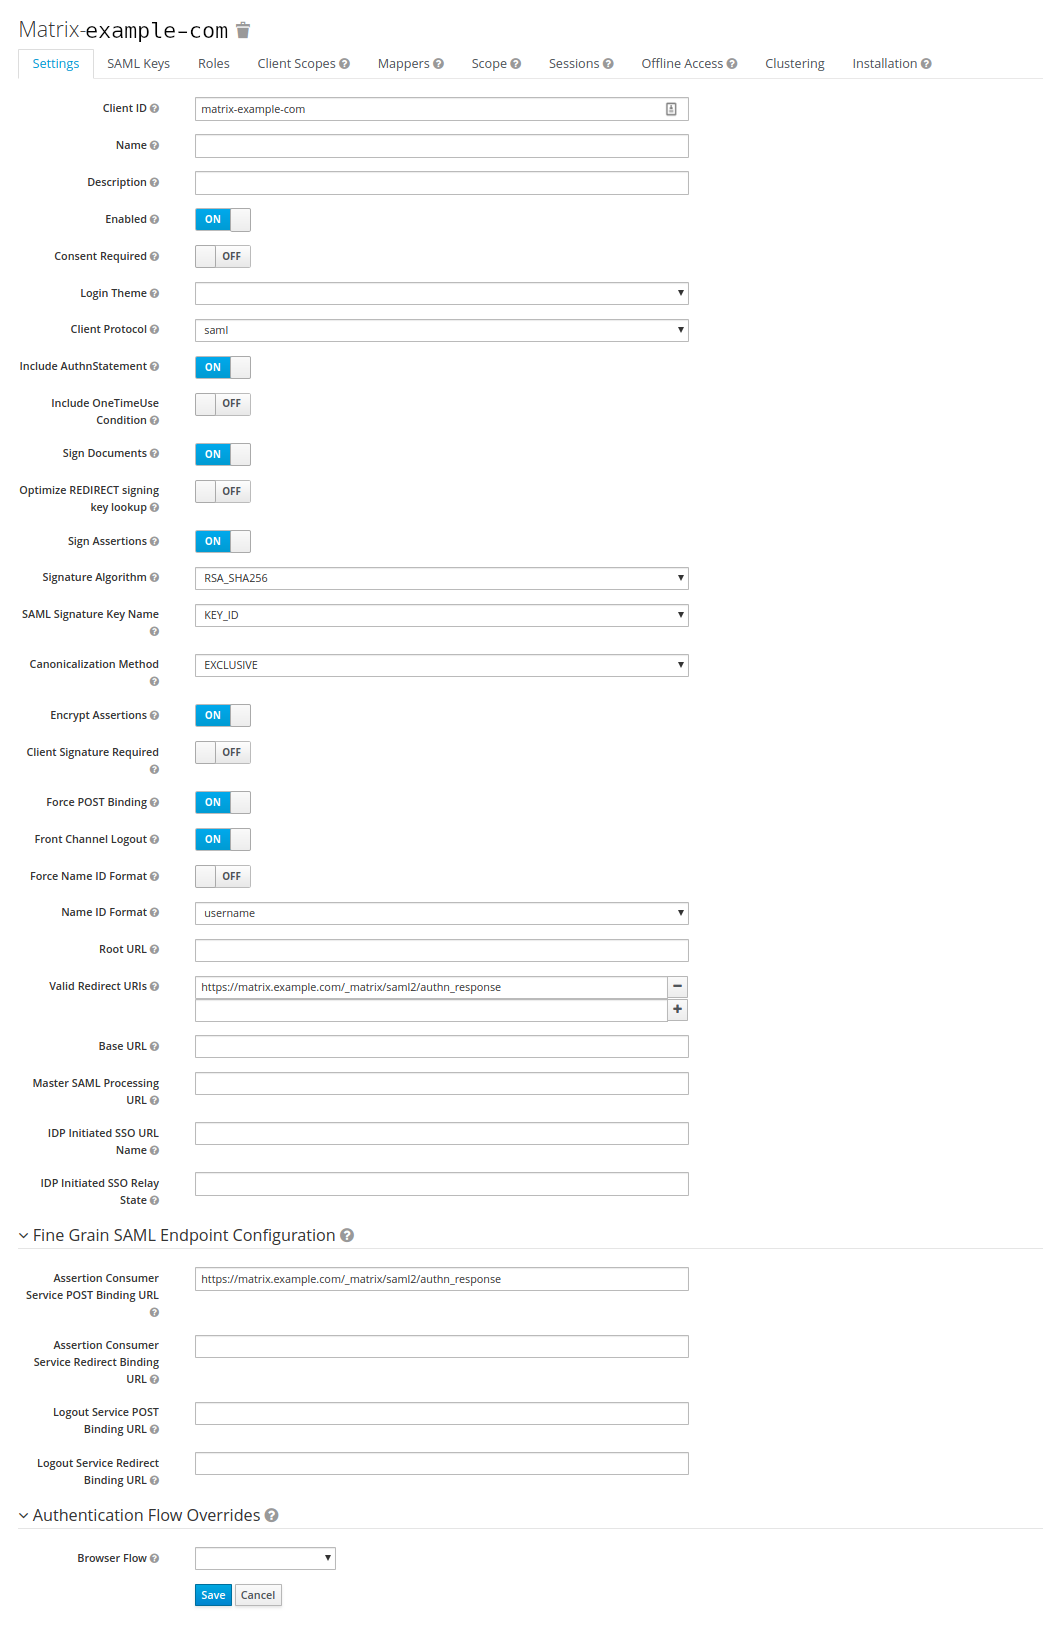 Matrix-example-com
Settings SAML Keys Roles Client Scopes Mappers Scope Sessions Offline Access Clustering Installation
Client ID matrix-example-com
Name
Description
Enabled ON
Consent Required OFF
Login Theme
Client Protocol saml
Include AuthnStatement ON
Include OneTimeUse OFF
Condition
Sign Documents ON
Optimize REDIRECT signing OFF
key lookup
Sign Assertions ON
Signature Algorithm RSA_SHA256
SAML Signature Key Name KEY_ID
Canonicalization Method EXCLUSIVE
Encrypt Assertions ON
Client Signature Required OFF
Force POST Binding ON
Front Channel Logout ON
Force Name ID Format OFF
Name ID Format username
Root URL
Valid Redirect URIs https://matrix.example.com/_matrix/saml2/authn_response
Base URL
Master SAML Processing
URL
IDP Initiated SSO URL
Name
IDP Initiated SSO Relay
State
Fine Grain SAML Endpoint Configuration
Assertion Consumer https://matrix.example.com/_matrix/saml2/authn_response
Service POST Binding URL
Assertion Consumer
Service Redirect Binding
URL
Logout Service POST
Binding URL
Logout Service Redirect
Binding URL
Authentication Flow Overrides
Browser Flow
Save Cancel